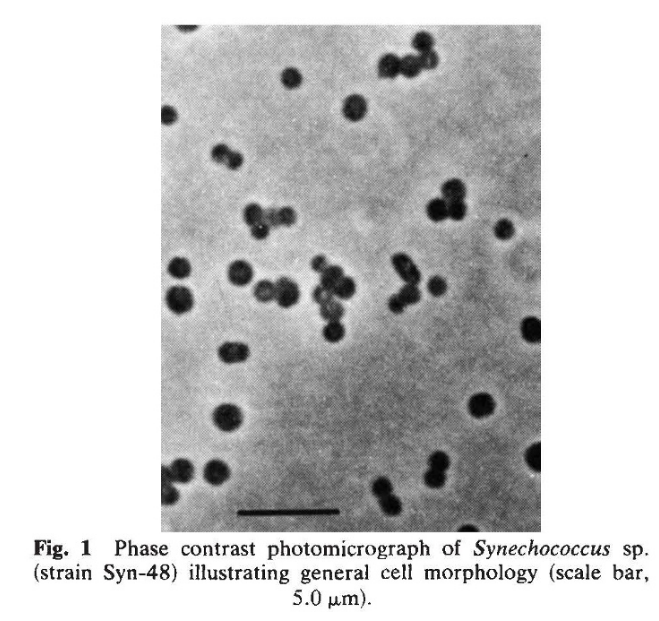 Fig. 1 Phase contrast photomicrograph of Synechococcus sp.
(strain Syn-48) illustrating general cell morphology (scale bar,
5.0 μm).